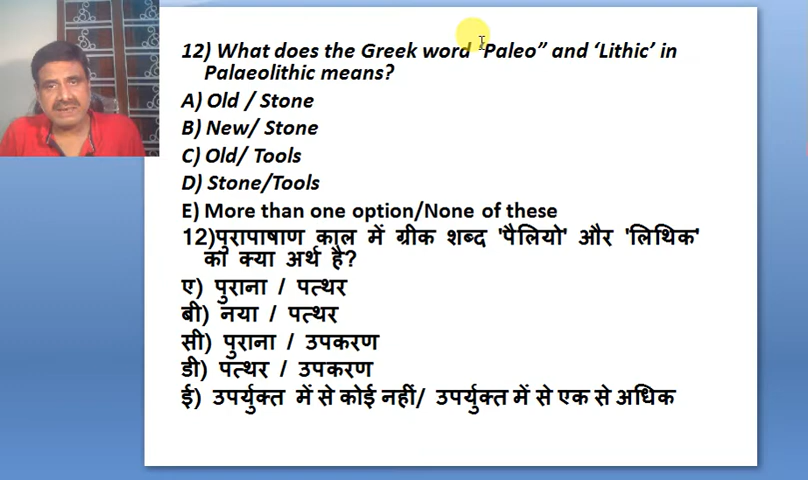 12) What does the Greek word "Paleo” and ‘Lithic’ in
Palaeolithic means?
A) Old / Stone
B) New/ Stone
C) Old/ Tools
D) Stone/Tools
E) More than one option/None of these
12)पुरापाषाण काल में ग्रीक शब्द 'पैलियो' और 'लिथिक'
का क्या अर्थ है?
ए) पुराना / पत्थर
बी) नया / पत्थर
सी) पुराना / उपकरण
डी) पत्थर / उपकरण
ई) उपर्युक्त में से कोई नहीं/ उपर्युक्त में से एक से अधिक